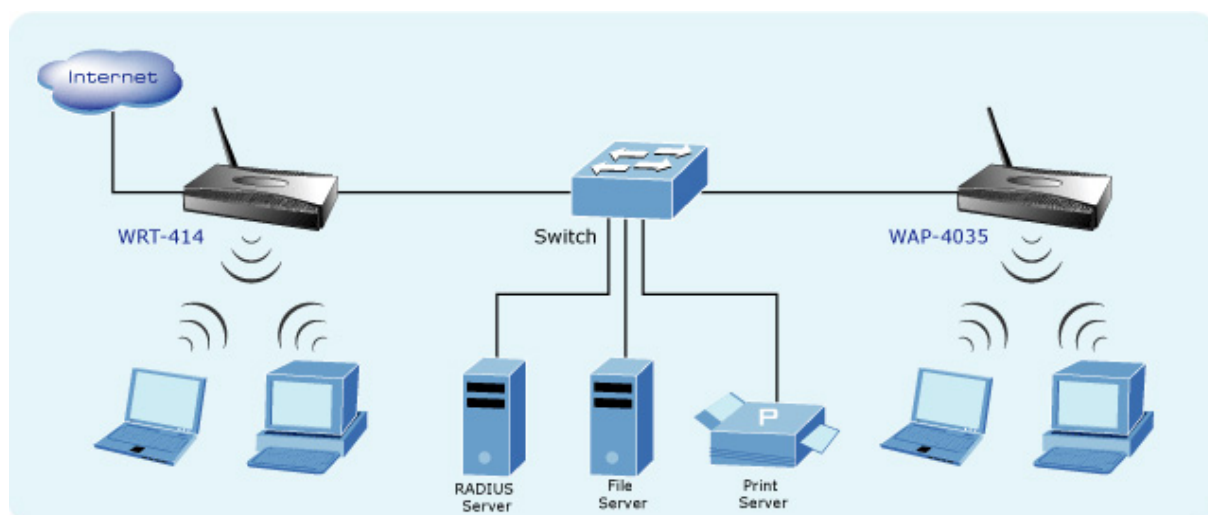 Internet
WRT-414
Switch
WAP-4035
RADIUS
Server
File
Server
P
Print
Server